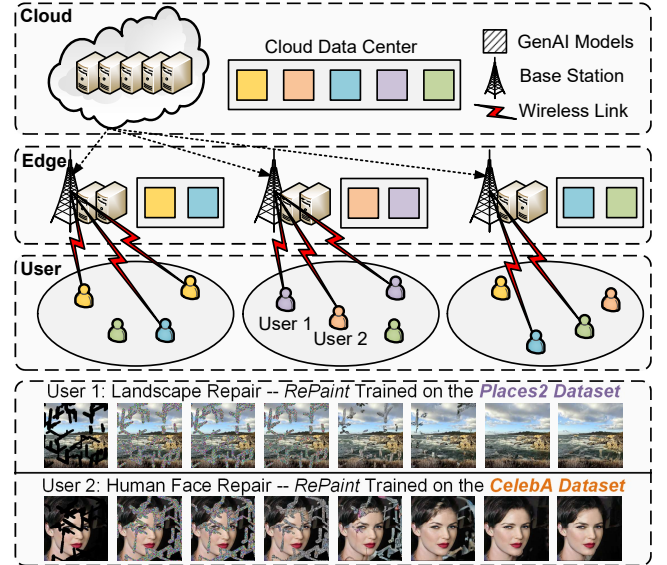 Cloud
Cloud Data Center
GenAI Models
Base Station
Wireless Link
Edge
User
User 1
User 2
User 1: Landscape Repair -- RePaint Trained on the Places2 Dataset
User 2: Human Face Repair -- RePaint Trained on the CelebA Dataset